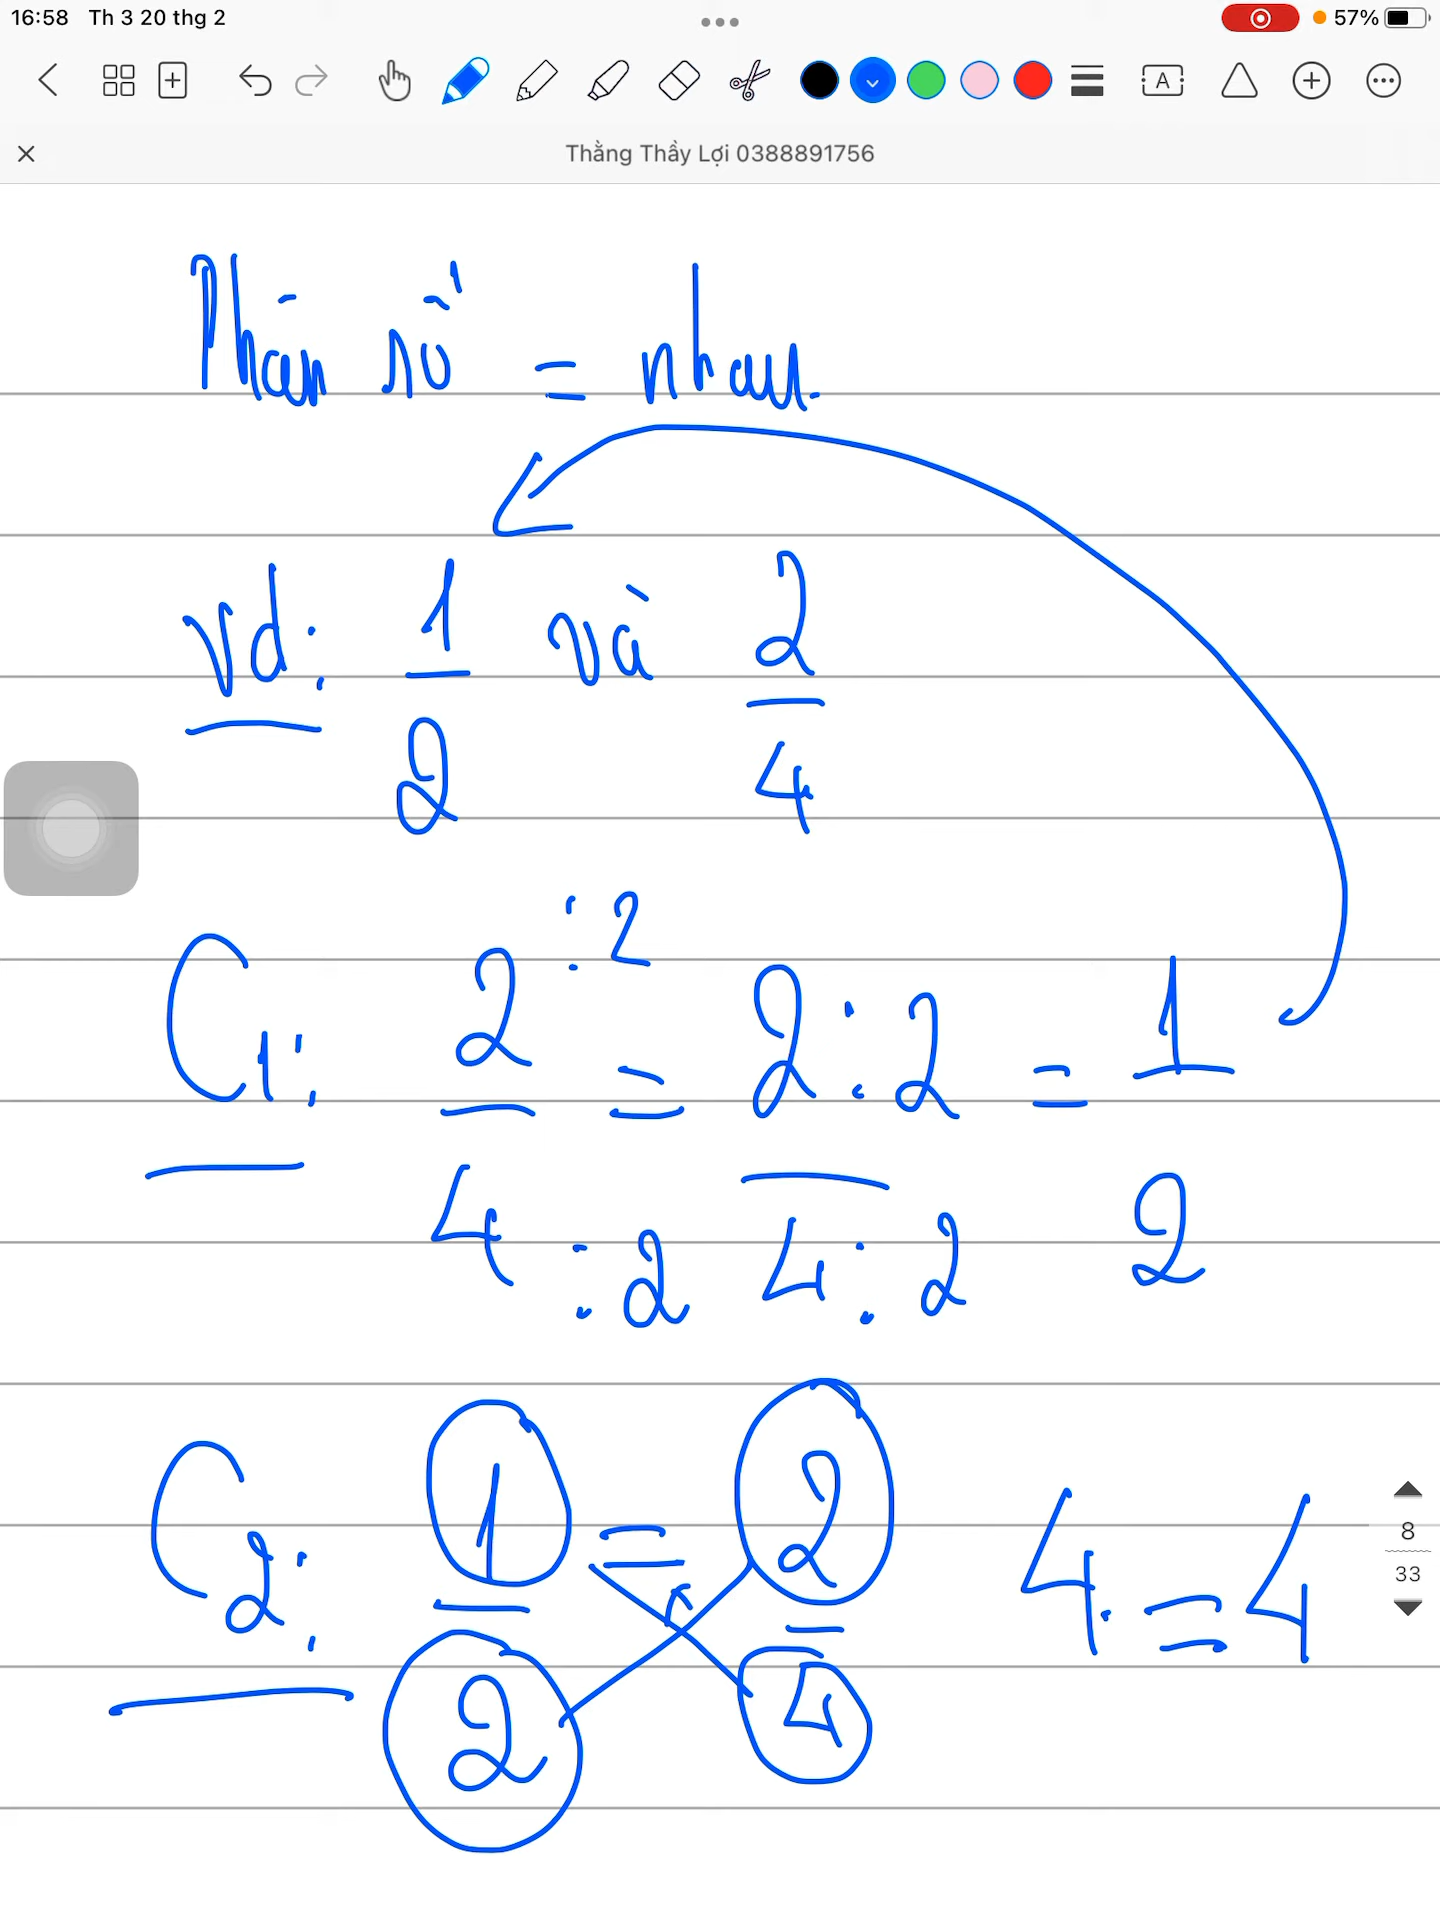 16:58 Th 3 20 thg 2
57%
A
Thằng Thầy Lợi 0388891756
Phân số = nhau.
Vd: 1/2 và 2/4
C1: 2 : 2 / 4 : 2 = 2 : 2 / 4 : 2 = 1/2
C2: 1/2 = 2/4 4 = 4
8
33